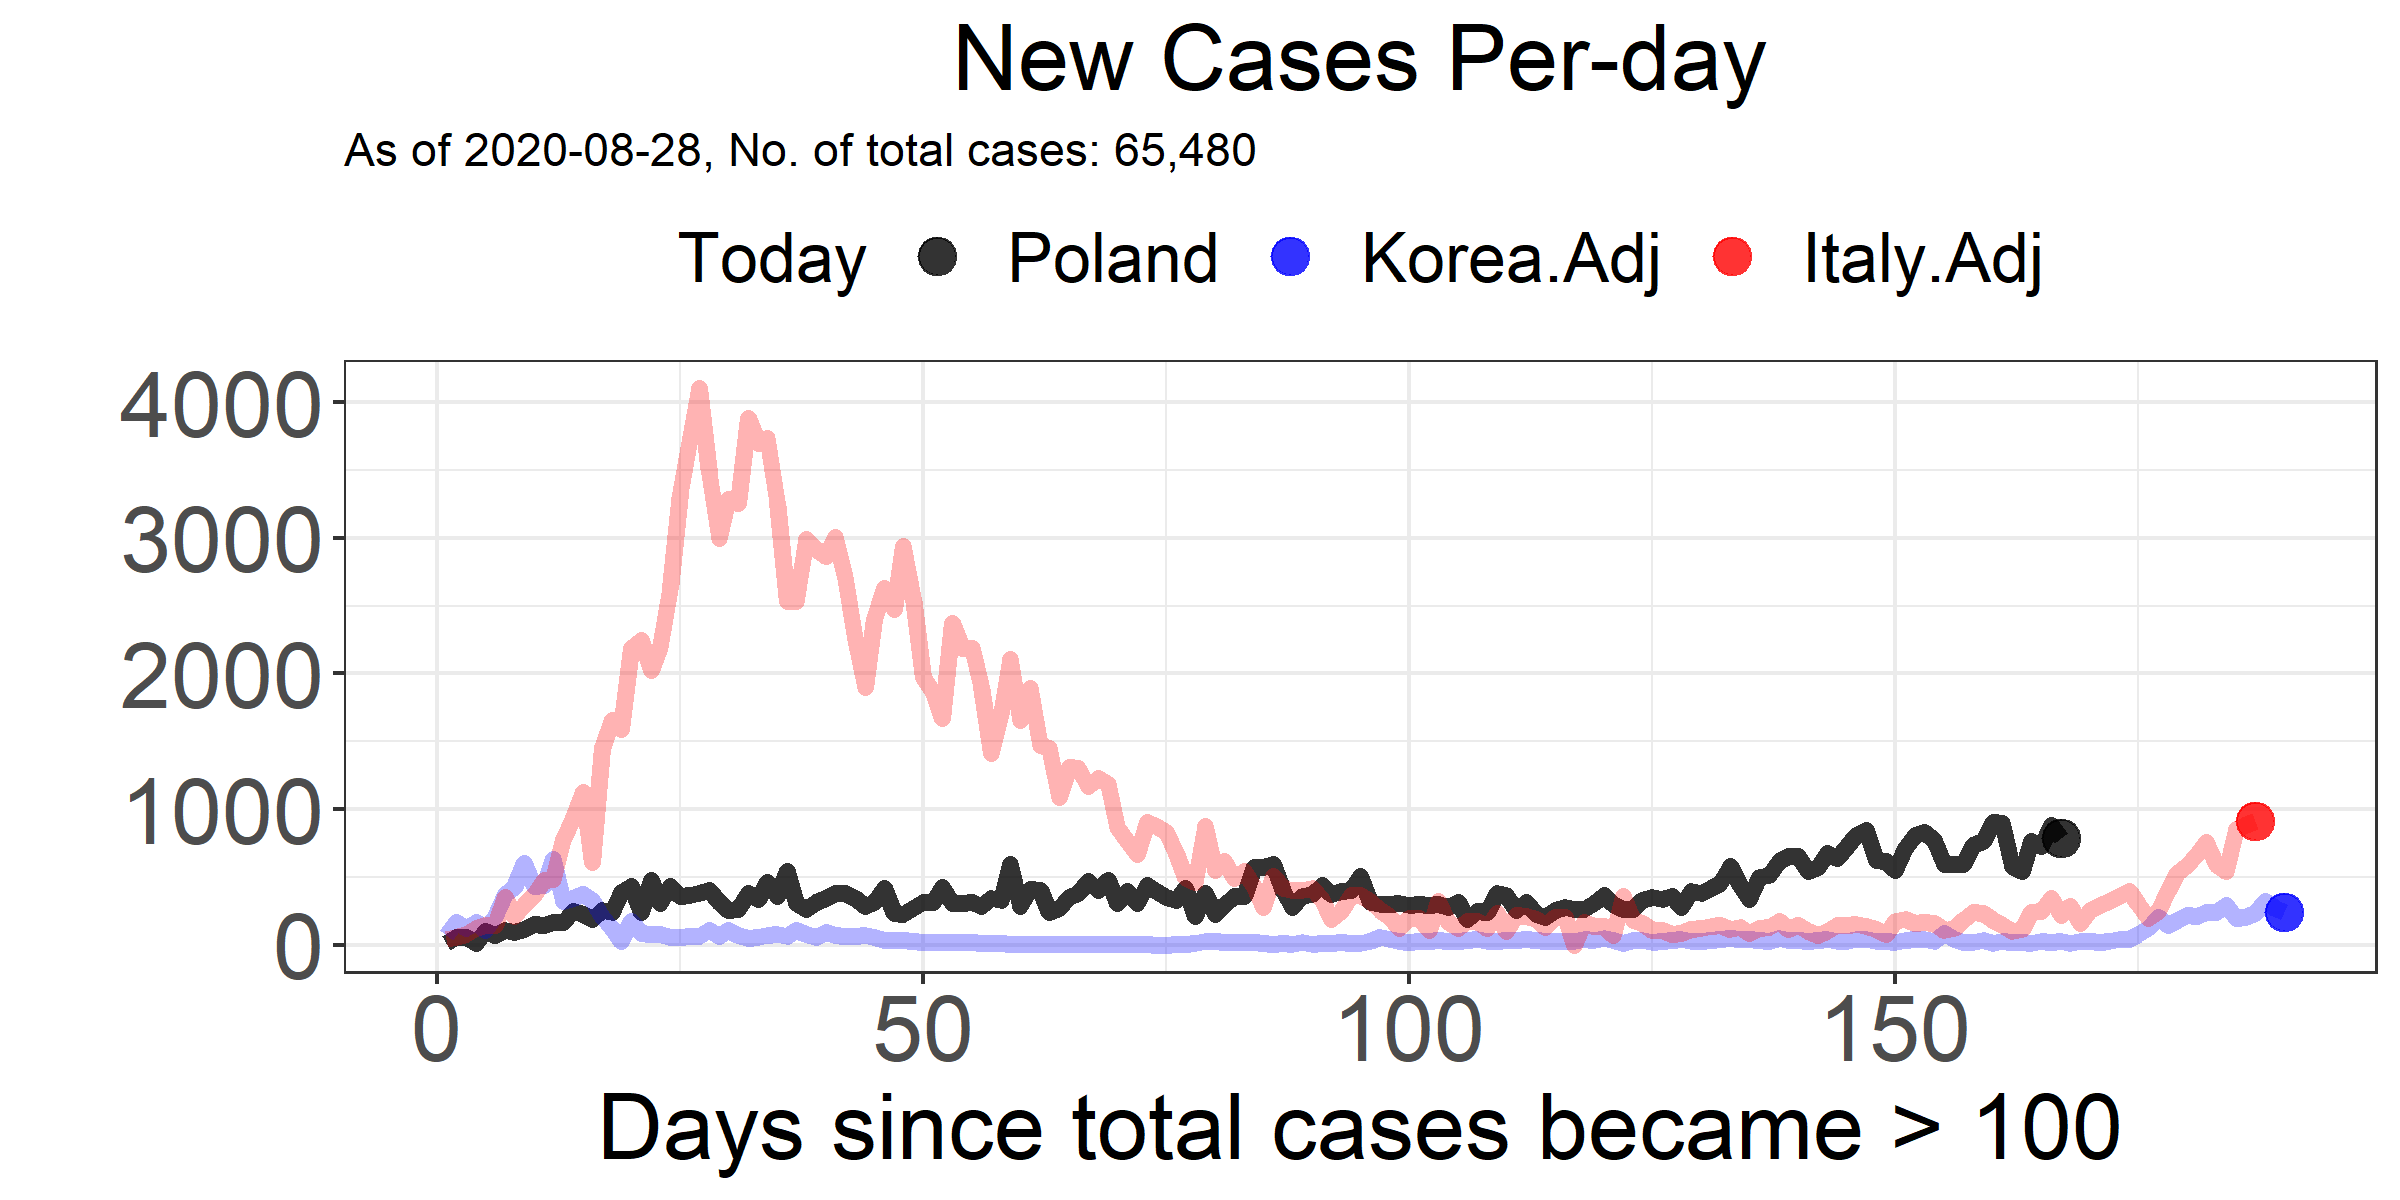 New Cases Per-day
As of 2020-08-28, No. of total cases: 65,480
Today Poland Korea.Adj Italy.Adj
4000
3000
2000
1000
0
0 50 100 150
Days since total cases became > 100